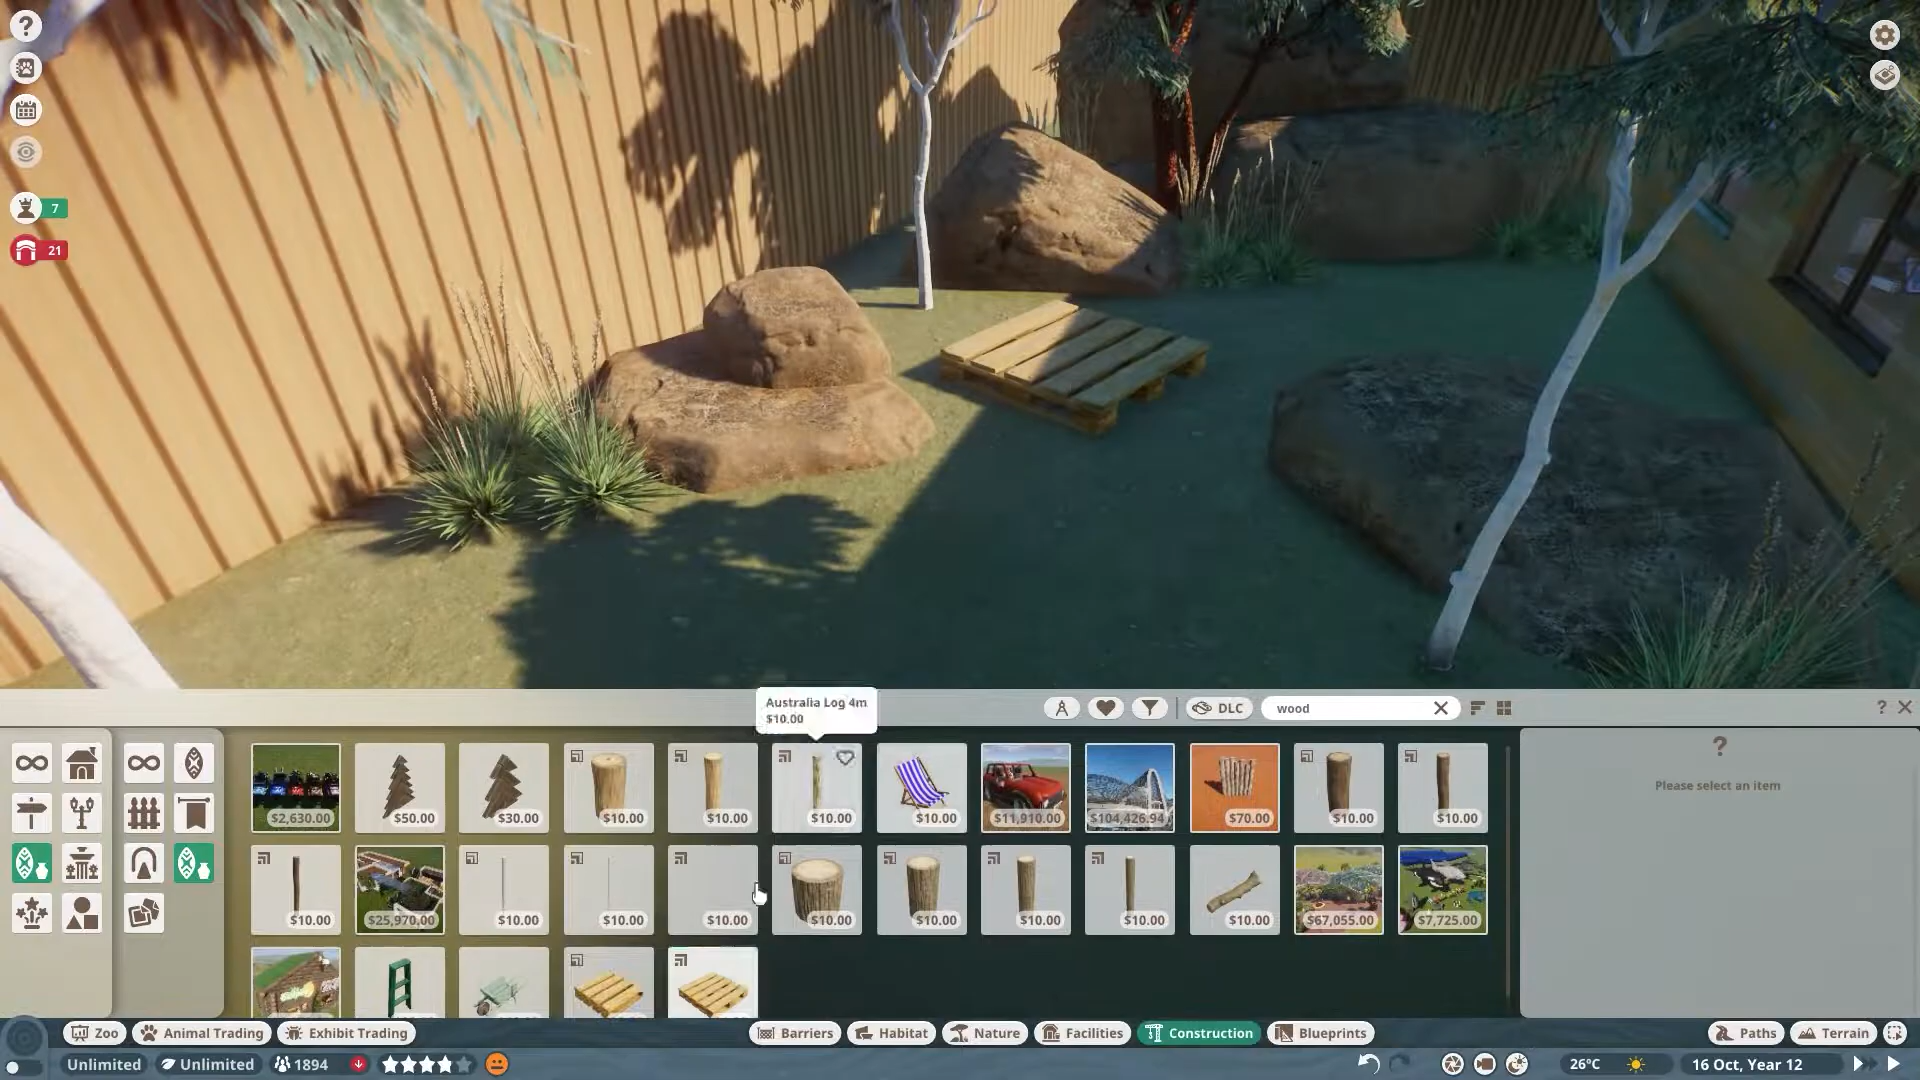 ?
7
21
Australia Log 4m
$10.00
DLC
wood
?
$2,630.00
$50.00
$30.00
$10.00
$10.00
$10.00
$10.00
$11,910.00
$104,426.94
$70.00
$10.00
$10.00
?
Please select an item
$10.00
$25,970.00
$10.00
$10.00
$10.00
$10.00
$10.00
$10.00
$10.00
$10.00
$67,055.00
$7,725.00
Zoo
Animal Trading
Exhibit Trading
Barriers
Habitat
Nature
Facilities
Construction
Blueprints
Paths
Terrain
Unlimited
Unlimited
1894
26°C
16 Oct, Year 12